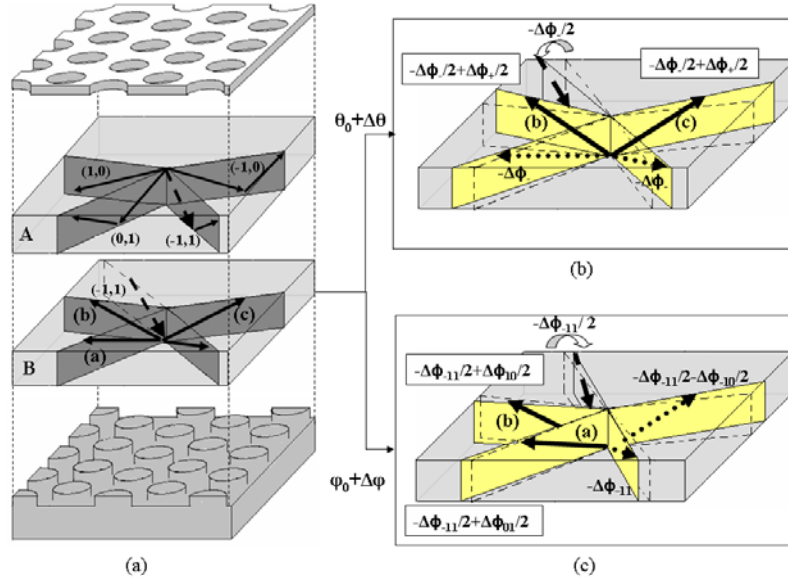 -Δϕ₋/2
-Δϕ₋/2+Δϕ₊/2
-Δϕ₋/2+Δϕ₊/2
(b)
(c)
-Δϕ₋
-Δϕ₋
(b)
θ₀+Δθ
(1,0)
(-1,0)
(0,1)
(-1,1)
A
(-1,1)
(b)
(c)
(a)
B
φ₀+Δφ
(a)
-Δϕ₋₁₁/2
-Δϕ₋₁₁/2+Δϕ₁₀/2
-Δϕ₋₁₁/2-Δϕ₋₁₀/2
(b)
(a)
-Δϕ₋₁₁
-Δϕ₋₁₁/2+Δϕ₀₁/2
(c)